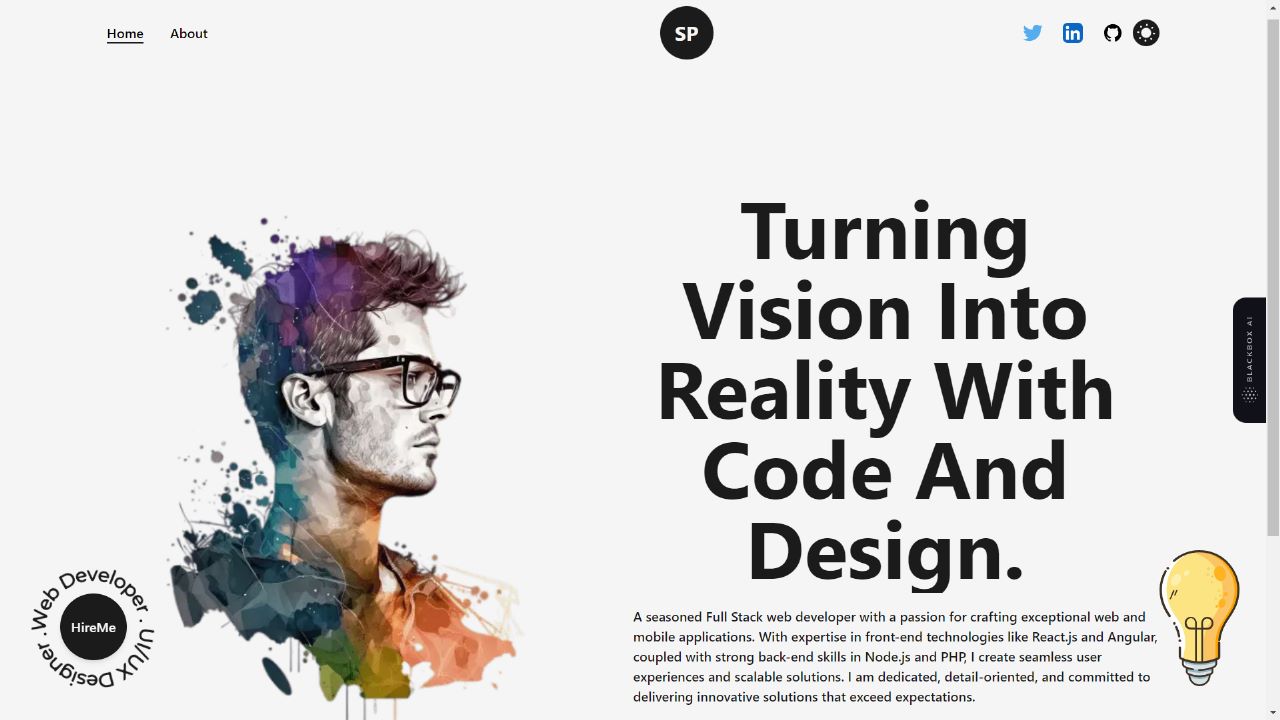 Home
About
SP
in
Turning
Vision Into
Reality With
Code And
Design.
BLACKBOX AI
A seasoned Full Stack web developer with a passion for crafting exceptional web and
mobile applications. With expertise in front-end technologies like React.js and Angular,
coupled with strong back-end skills in Node.js and PHP, I create seamless user
experiences and scalable solutions. I am dedicated, detail-oriented, and committed to
delivering innovative solutions that exceed expectations.
Web Developer · UI/UX Designer ·
HireMe